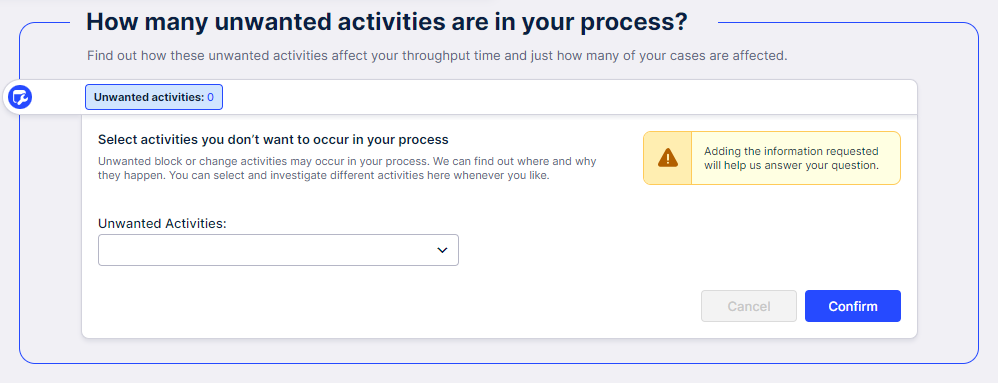 How many unwanted activities are in your process?
Find out how these unwanted activities affect your throughput time and just how many of your cases are affected.
Unwanted activities: 0
Select activities you don't want to occur in your process
Unwanted block or change activities may occur in your process. We can find out where and why
they happen. You can select and investigate different activities here whenever you like.
Adding the information requested
will help us answer your question.
Unwanted Activities:
Cancel
Confirm